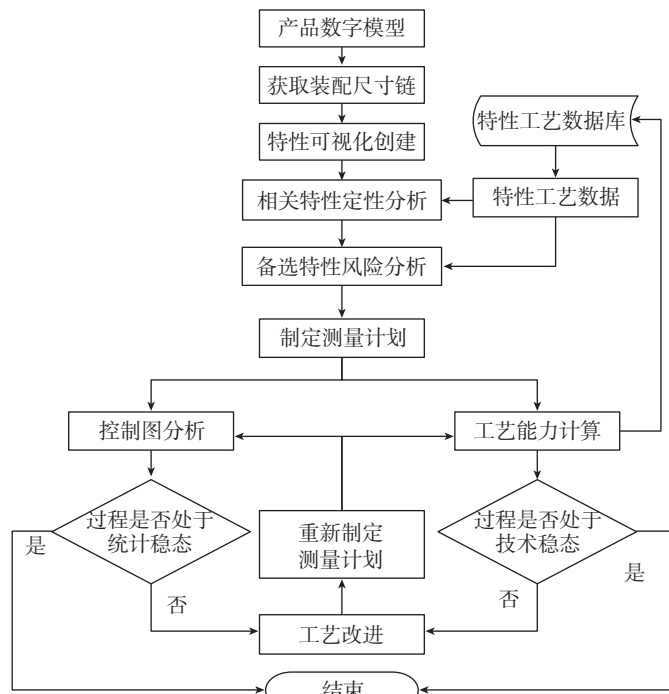 产品数字模型
获取装配尺寸链
特性可视化创建
特性工艺数据库
相关特性定性分析
特性工艺数据
备选特性风险分析
制定测量计划
控制图分析
工艺能力计算
过程是否处于
统计稳态
重新制定
测量计划
过程是否处于
技术稳态
是
是
否
否
工艺改进
结束